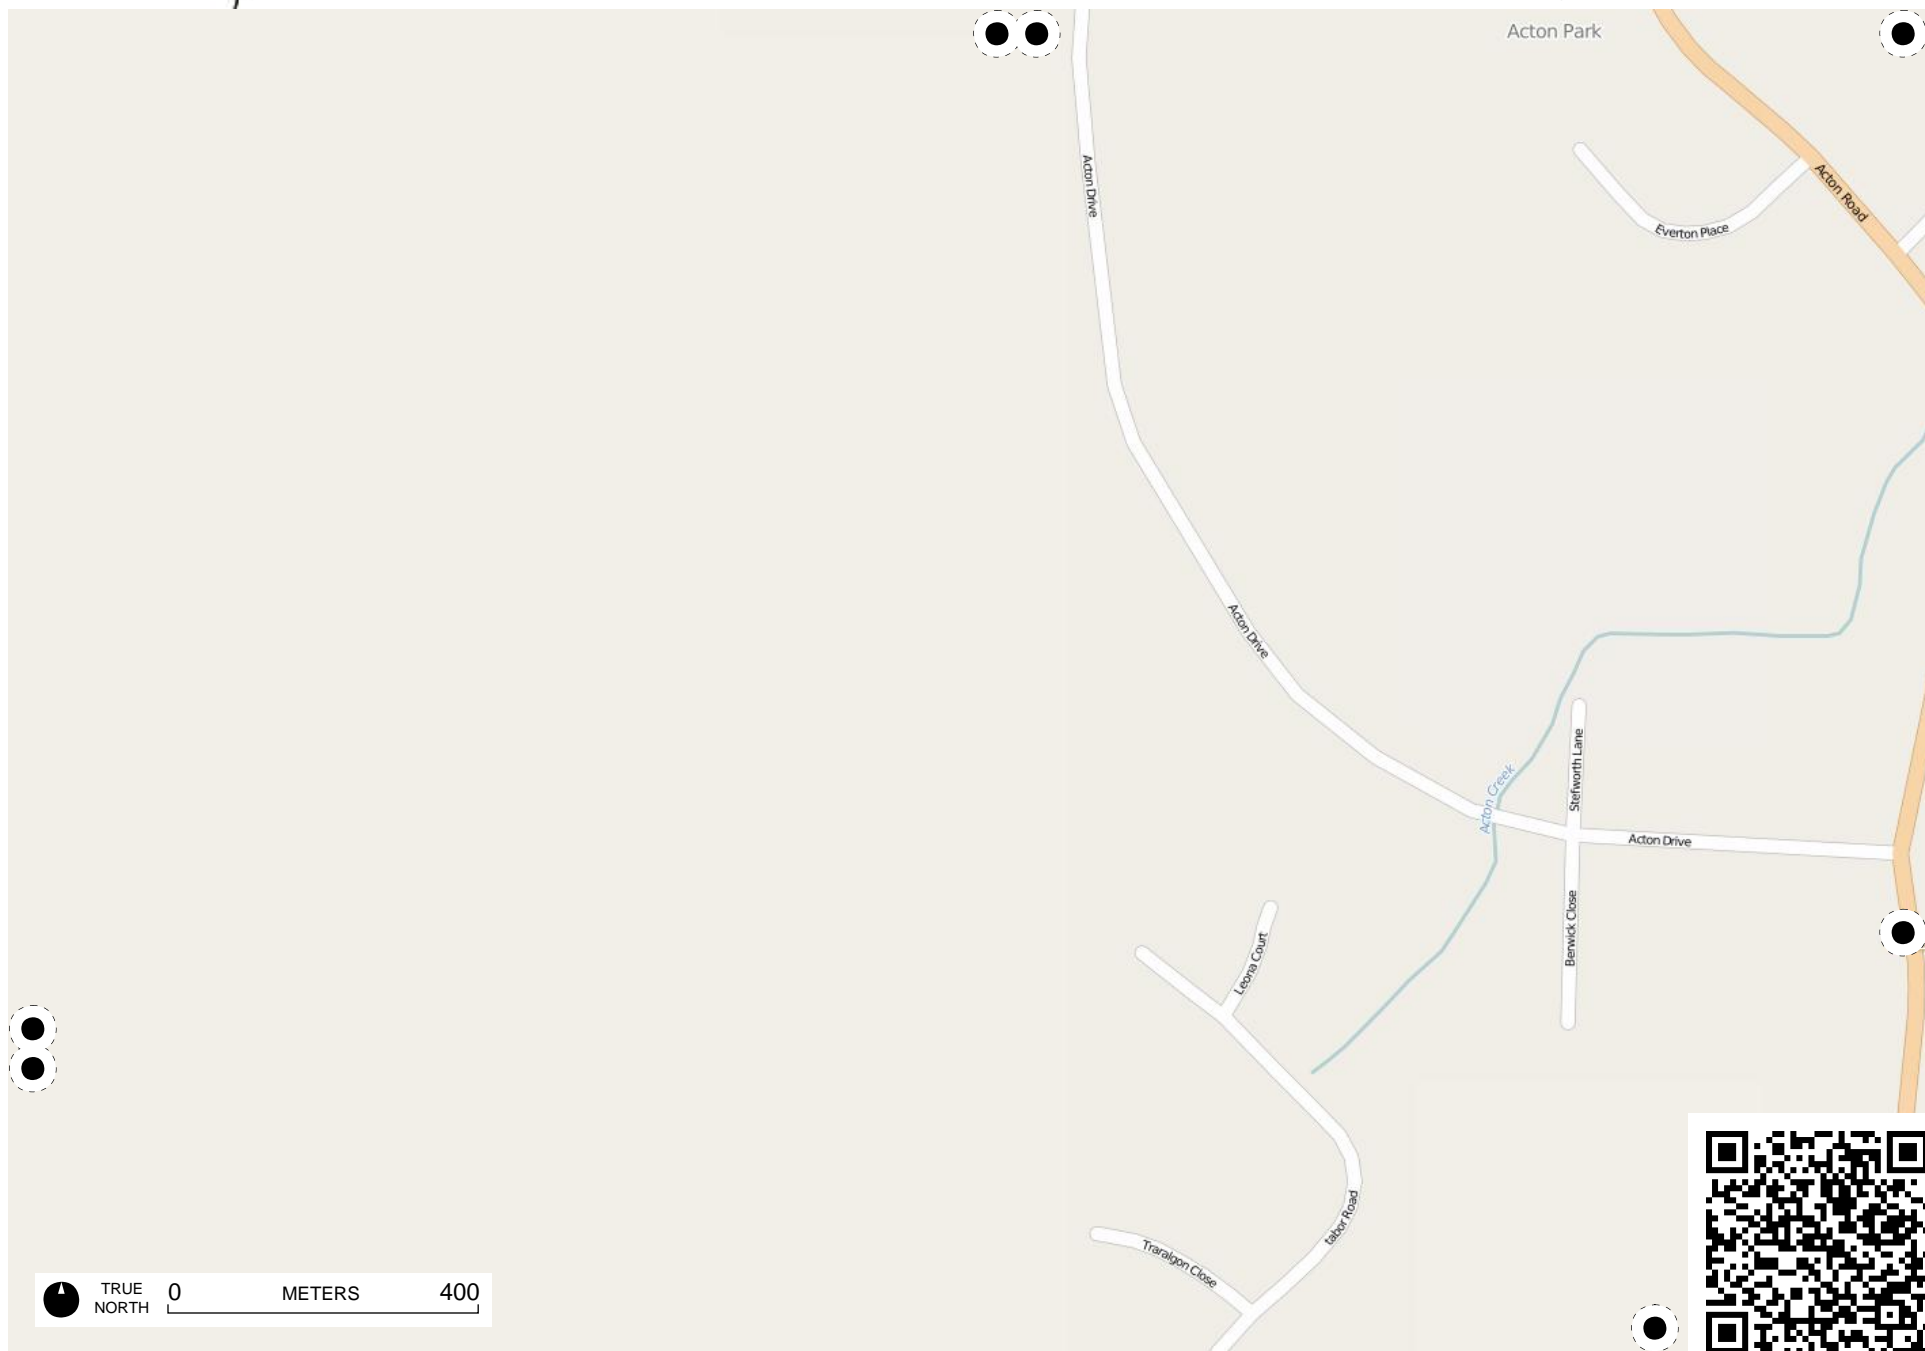 Acton Park
Acton Drive
Acton Road
Everton Place
Acton Drive
Stefworth Lane
Acton Creek
Acton Drive
Berwick Close
Leona Court
tabor Road
Traralgon Close
TRUE
NORTH
0 METERS 400